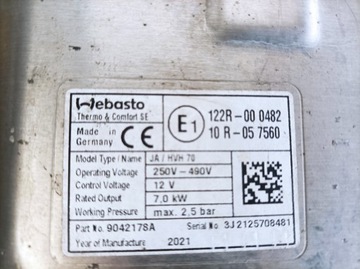 Webasto
Thermo & Comfort SE
Made in
Germany
CE
E1
122R-00 0482
10 R-05 7560
Model Type / Name JA / HVH 70
Operating Voltage 250V-490V
Control Voltage 12 V
Rated Output 7,0 kW
Working Pressure max. 2.5 bar
Part No. 9042178A Serial No 3J2125708481
Year of Manufacture 2021